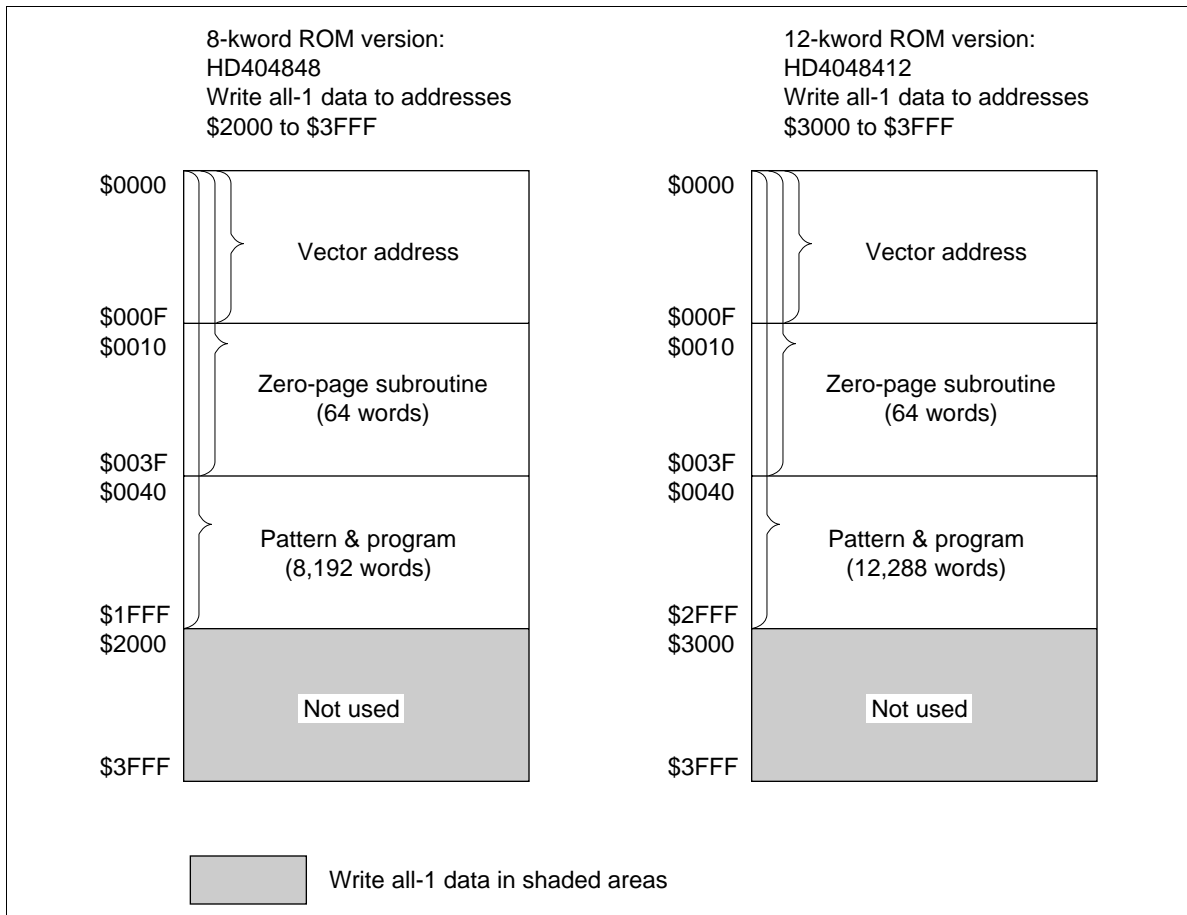 8-kword ROM version:
HD404848
Write all-1 data to addresses
$2000 to $3FFF
$0000
Vector address
$000F
$0010
Zero-page subroutine
(64 words)
$003F
$0040
Pattern & program
(8,192 words)
$1FFF
$2000
Not used
$3FFF
12-kword ROM version:
HD4048412
Write all-1 data to addresses
$3000 to $3FFF
$0000
Vector address
$000F
$0010
Zero-page subroutine
(64 words)
$003F
$0040
Pattern & program
(12,288 words)
$2FFF
$3000
Not used
$3FFF
Write all-1 data in shaded areas